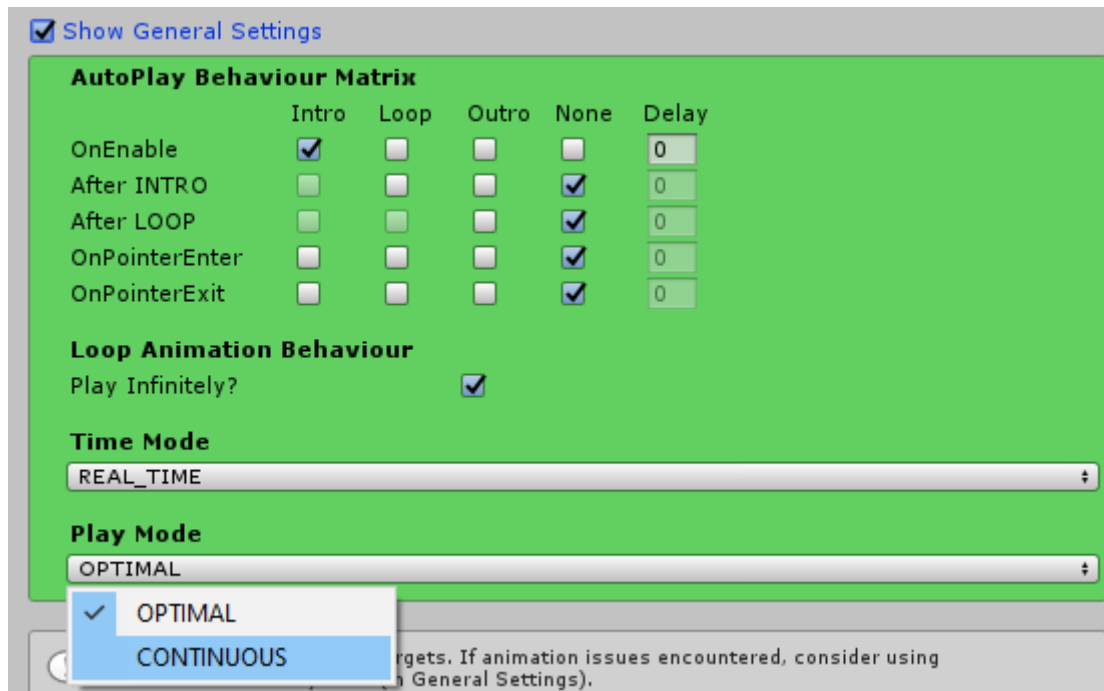 Show General Settings
AutoPlay Behaviour Matrix
Intro Loop Outro None Delay
OnEnable 0
After INTRO 0
After LOOP 0
OnPointerEnter 0
OnPointerExit 0
Loop Animation Behaviour
Play Infinitely?
Time Mode
REAL_TIME
Play Mode
OPTIMAL
OPTIMAL
CONTINUOUS
If animation issues encountered, consider using
General Settings).